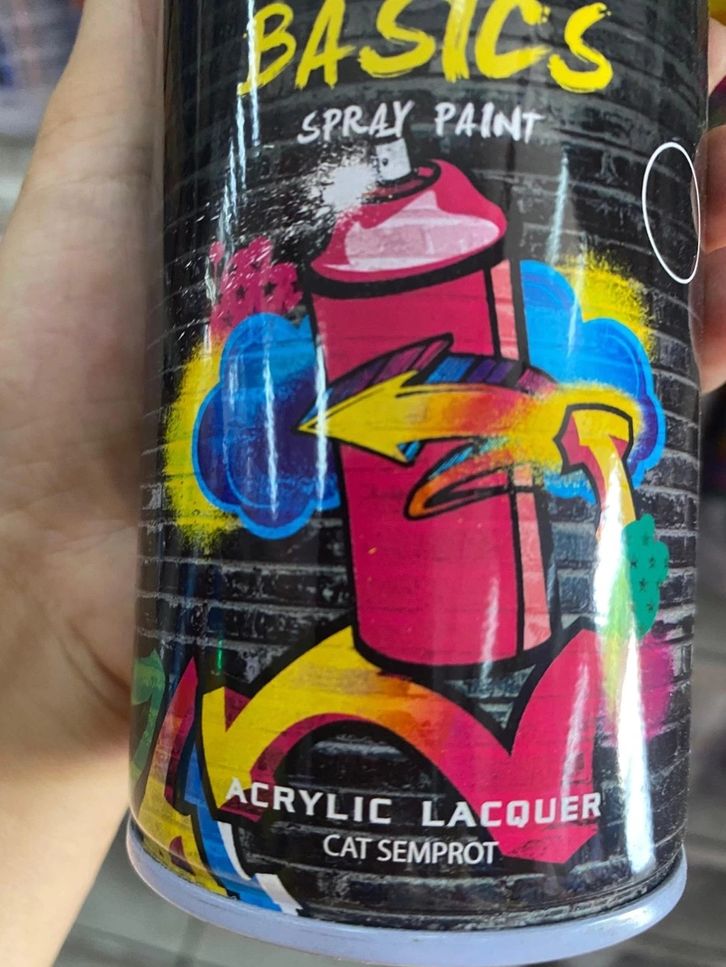 BASICS
SPRAY PAINT
ACRYLIC LACQUER
CAT SEMPROT